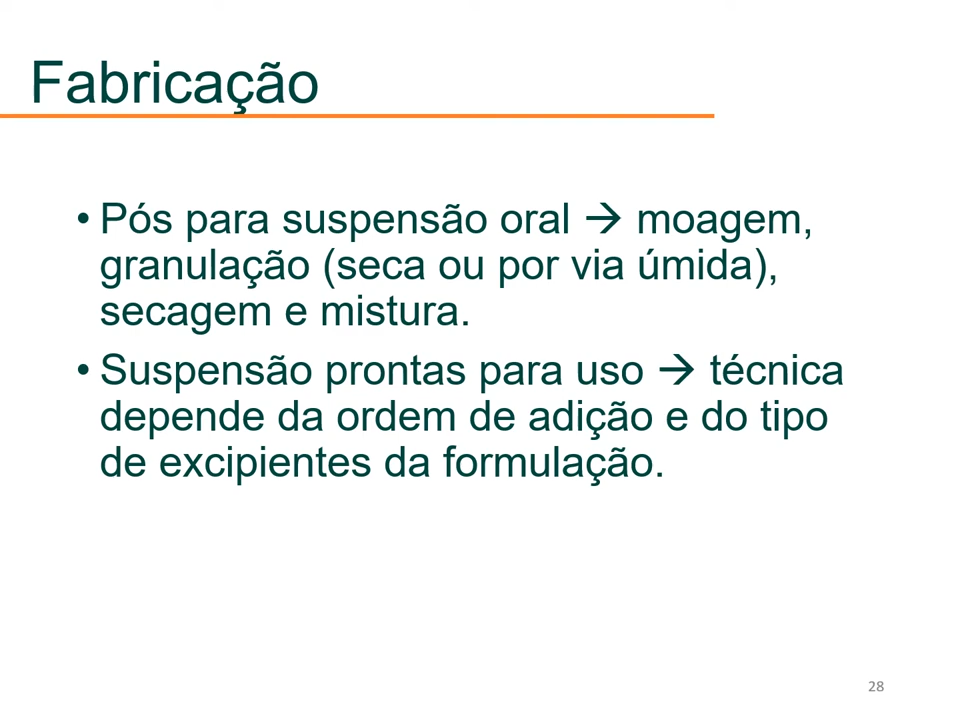 Fabricação
• Pós para suspensão oral → moagem,
granulação (seca ou por via úmida),
secagem e mistura.
• Suspensão prontas para uso → técnica
depende da ordem de adição e do tipo
de excipientes da formulação.
28